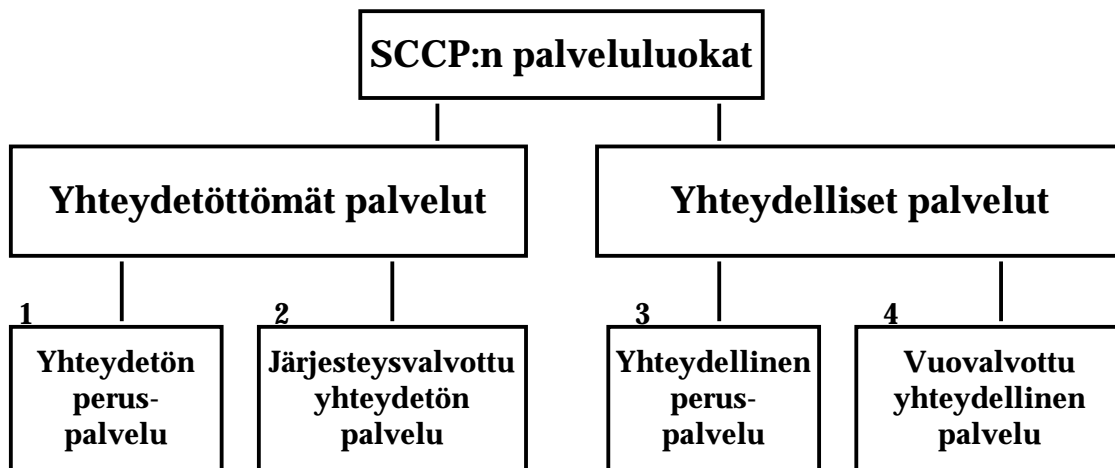 SCCP:n palveluluokat
Yhteydetöttömät palvelut
Yhteydelliset palvelut
1
Yhteydetön
perus-
palvelu
2
Järjesteysvalvottu
yhteydetön
palvelu
3
Yhteydellinen
perus-
palvelu
4
Vuovalvottu
yhteydellinen
palvelu